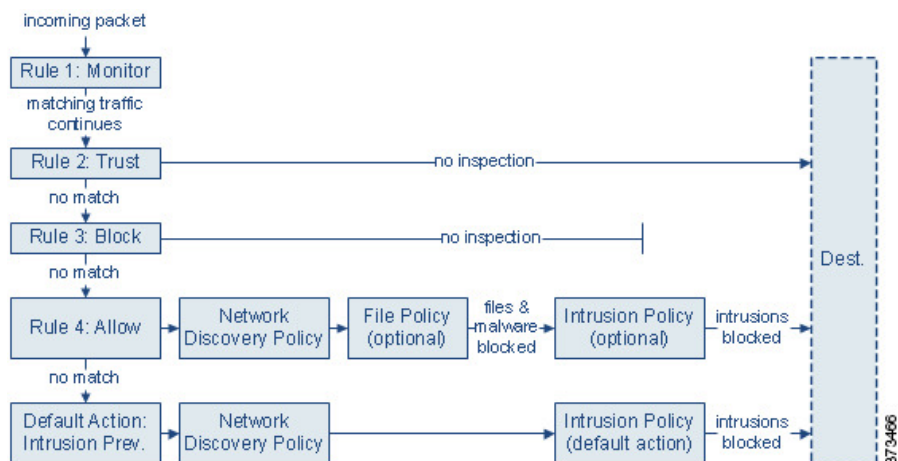 incoming packet
Rule 1: Monitor
matching traffic
continues
Rule 2: Trust
no inspection
no match
Rule 3: Block
no inspection
no match
Rule 4: Allow
Network
Discovery Policy
File Policy
(optional)
files &
malware
blocked
Intrusion Policy
(optional)
intrusions
blocked
no match
Default Action:
Intrusion Prev.
Network
Discovery Policy
Intrusion Policy
(default action)
intrusions
blocked
Dest.
373466